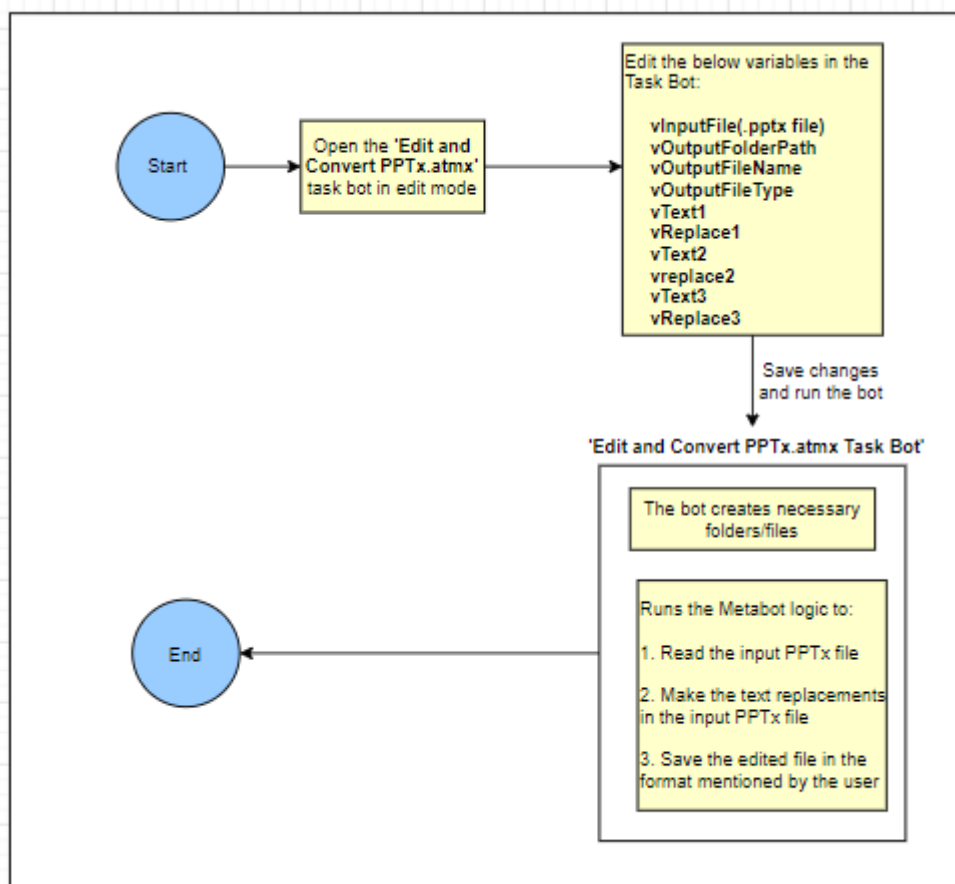 Start
Open the 'Edit and
Convert PPTx.atmx'
task bot in edit mode
Edit the below variables in the
Task Bot:
vInputFile(.pptx file)
vOutputFolderPath
vOutputFileName
vOutputFileType
vText1
vReplace1
vText2
vreplace2
vText3
vReplace3
Save changes
and run the bot
'Edit and Convert PPTx.atmx Task Bot'
The bot creates necessary
folders/files
Runs the Metabot logic to:
1. Read the input PPTx file
2. Make the text replacements
in the input PPTx file
3. Save the edited file in the
format mentioned by the user
End